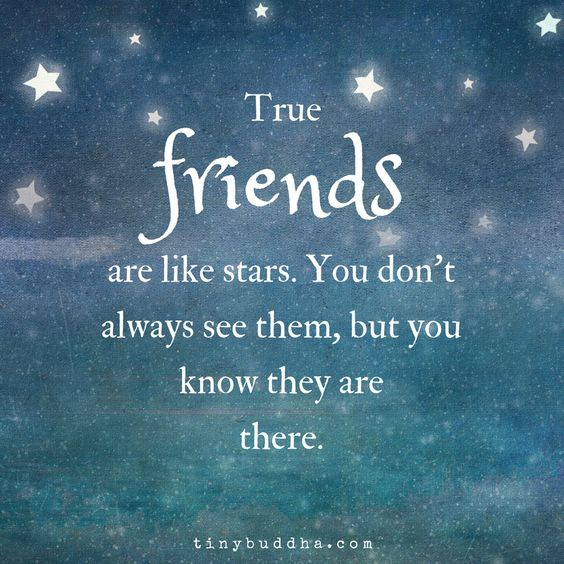 True
friends
are like stars. You don't
always see them, but you
know they are
there.
tinybuddha.com